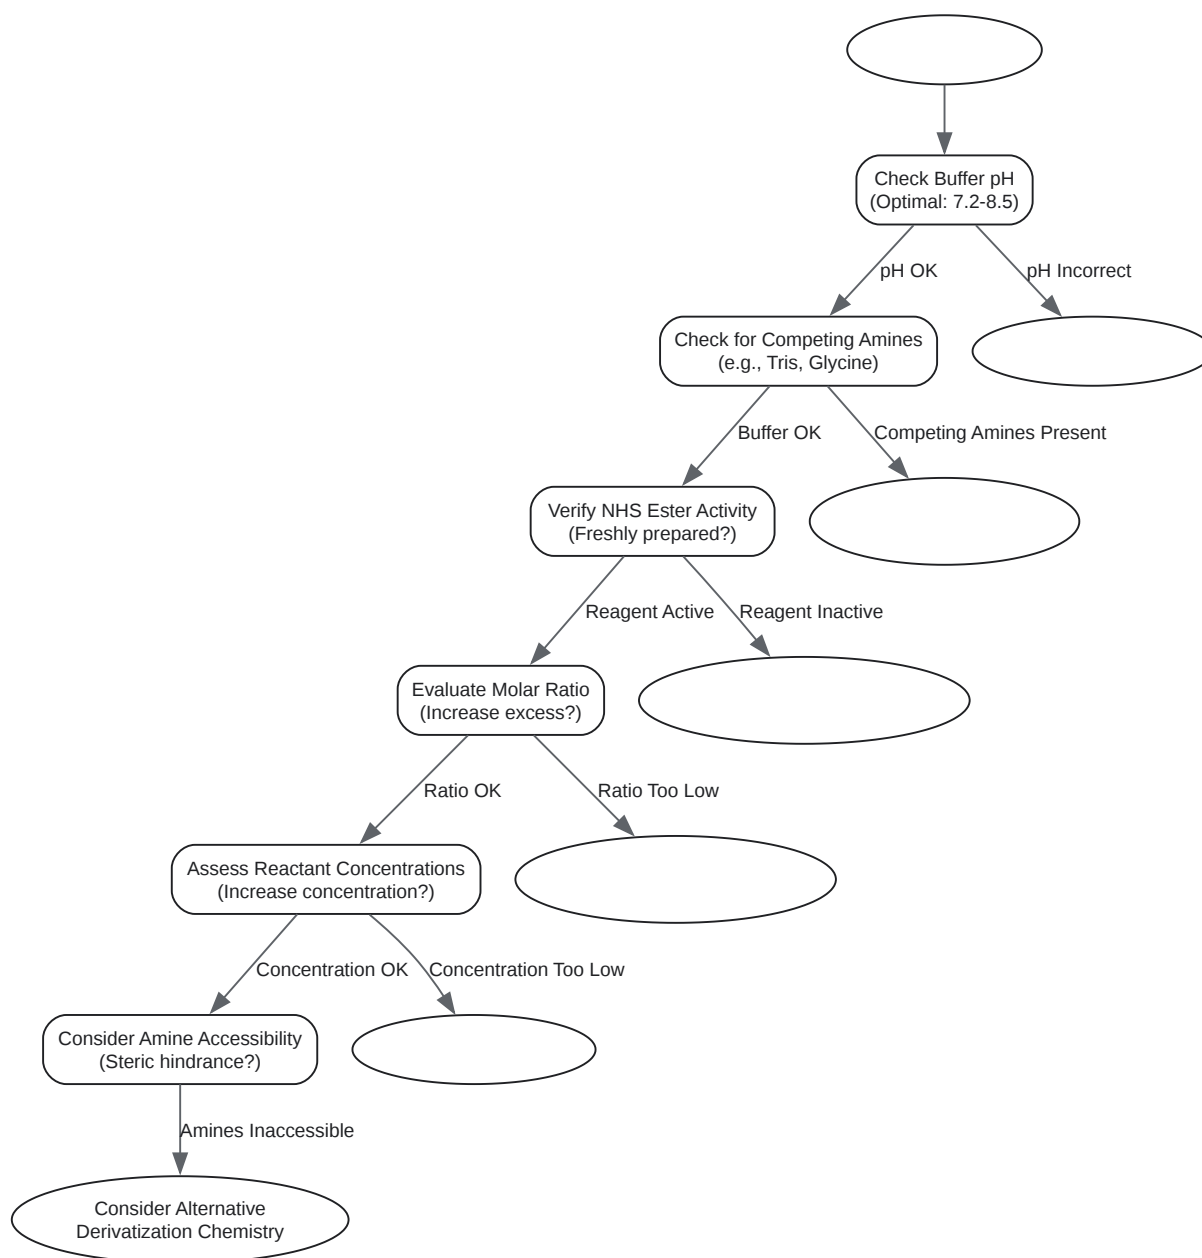 Check Buffer pH
(Optimal: 7.2-8.5)
pH OK
pH Incorrect
Check for Competing Amines
(e.g., Tris, Glycine)
Buffer OK
Competing Amines Present
Verify NHS Ester Activity
(Freshly prepared?)
Reagent Active
Reagent Inactive
Evaluate Molar Ratio
(Increase excess?)
Ratio OK
Ratio Too Low
Assess Reactant Concentrations
(Increase concentration?)
Concentration OK
Concentration Too Low
Consider Amine Accessibility
(Steric hindrance?)
Amines Inaccessible
Consider Alternative
Derivatization Chemistry